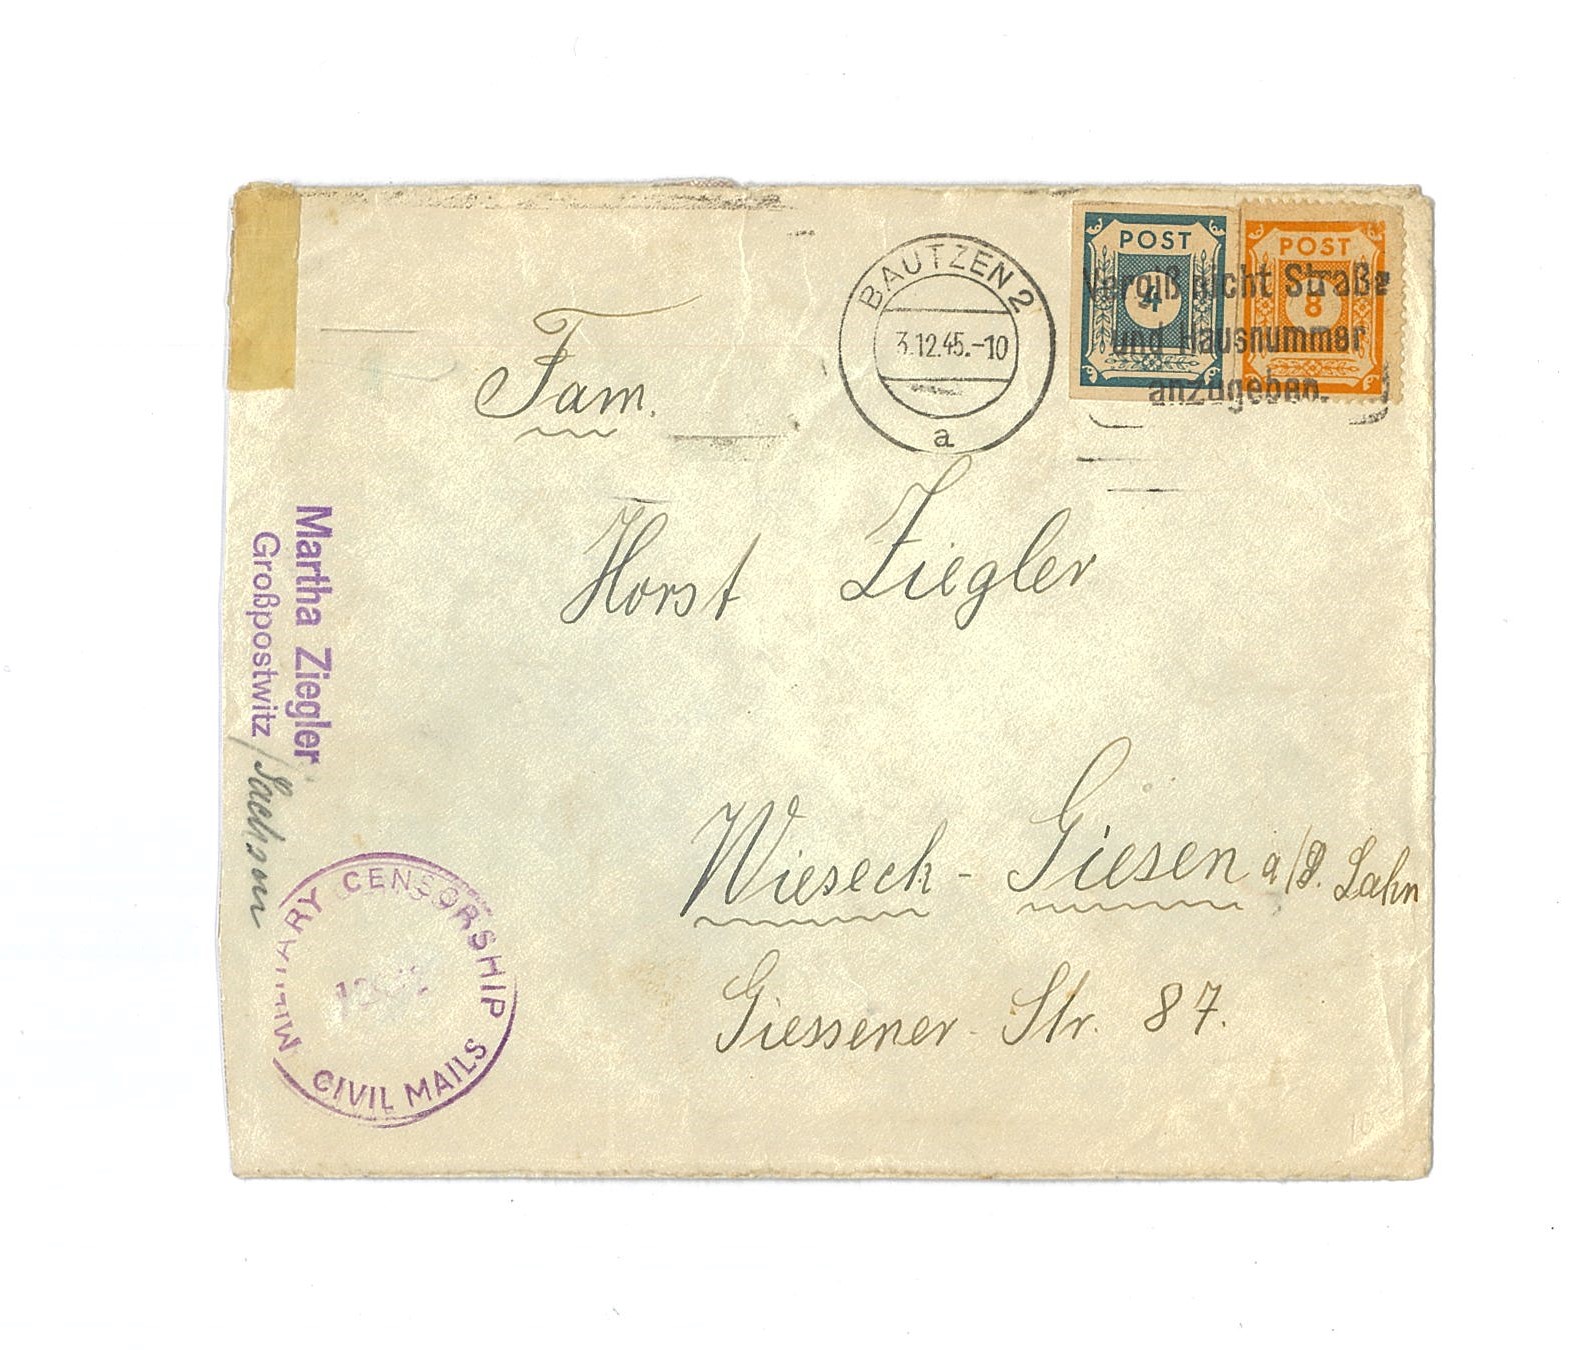 BAUTZEN 2
3.12.45.-10
a
POST
4
POST
8
Vergiß nicht Straße
und Hausnummer
anzugeben.
Fam.
Horst Ziegler
Wieseck - Giesen a/d. Lahn
Giessener Str. 87.
Martha Ziegler
Großpostwitz /Sachsen
MILITARY CENSORSHIP
CIVIL MAILS